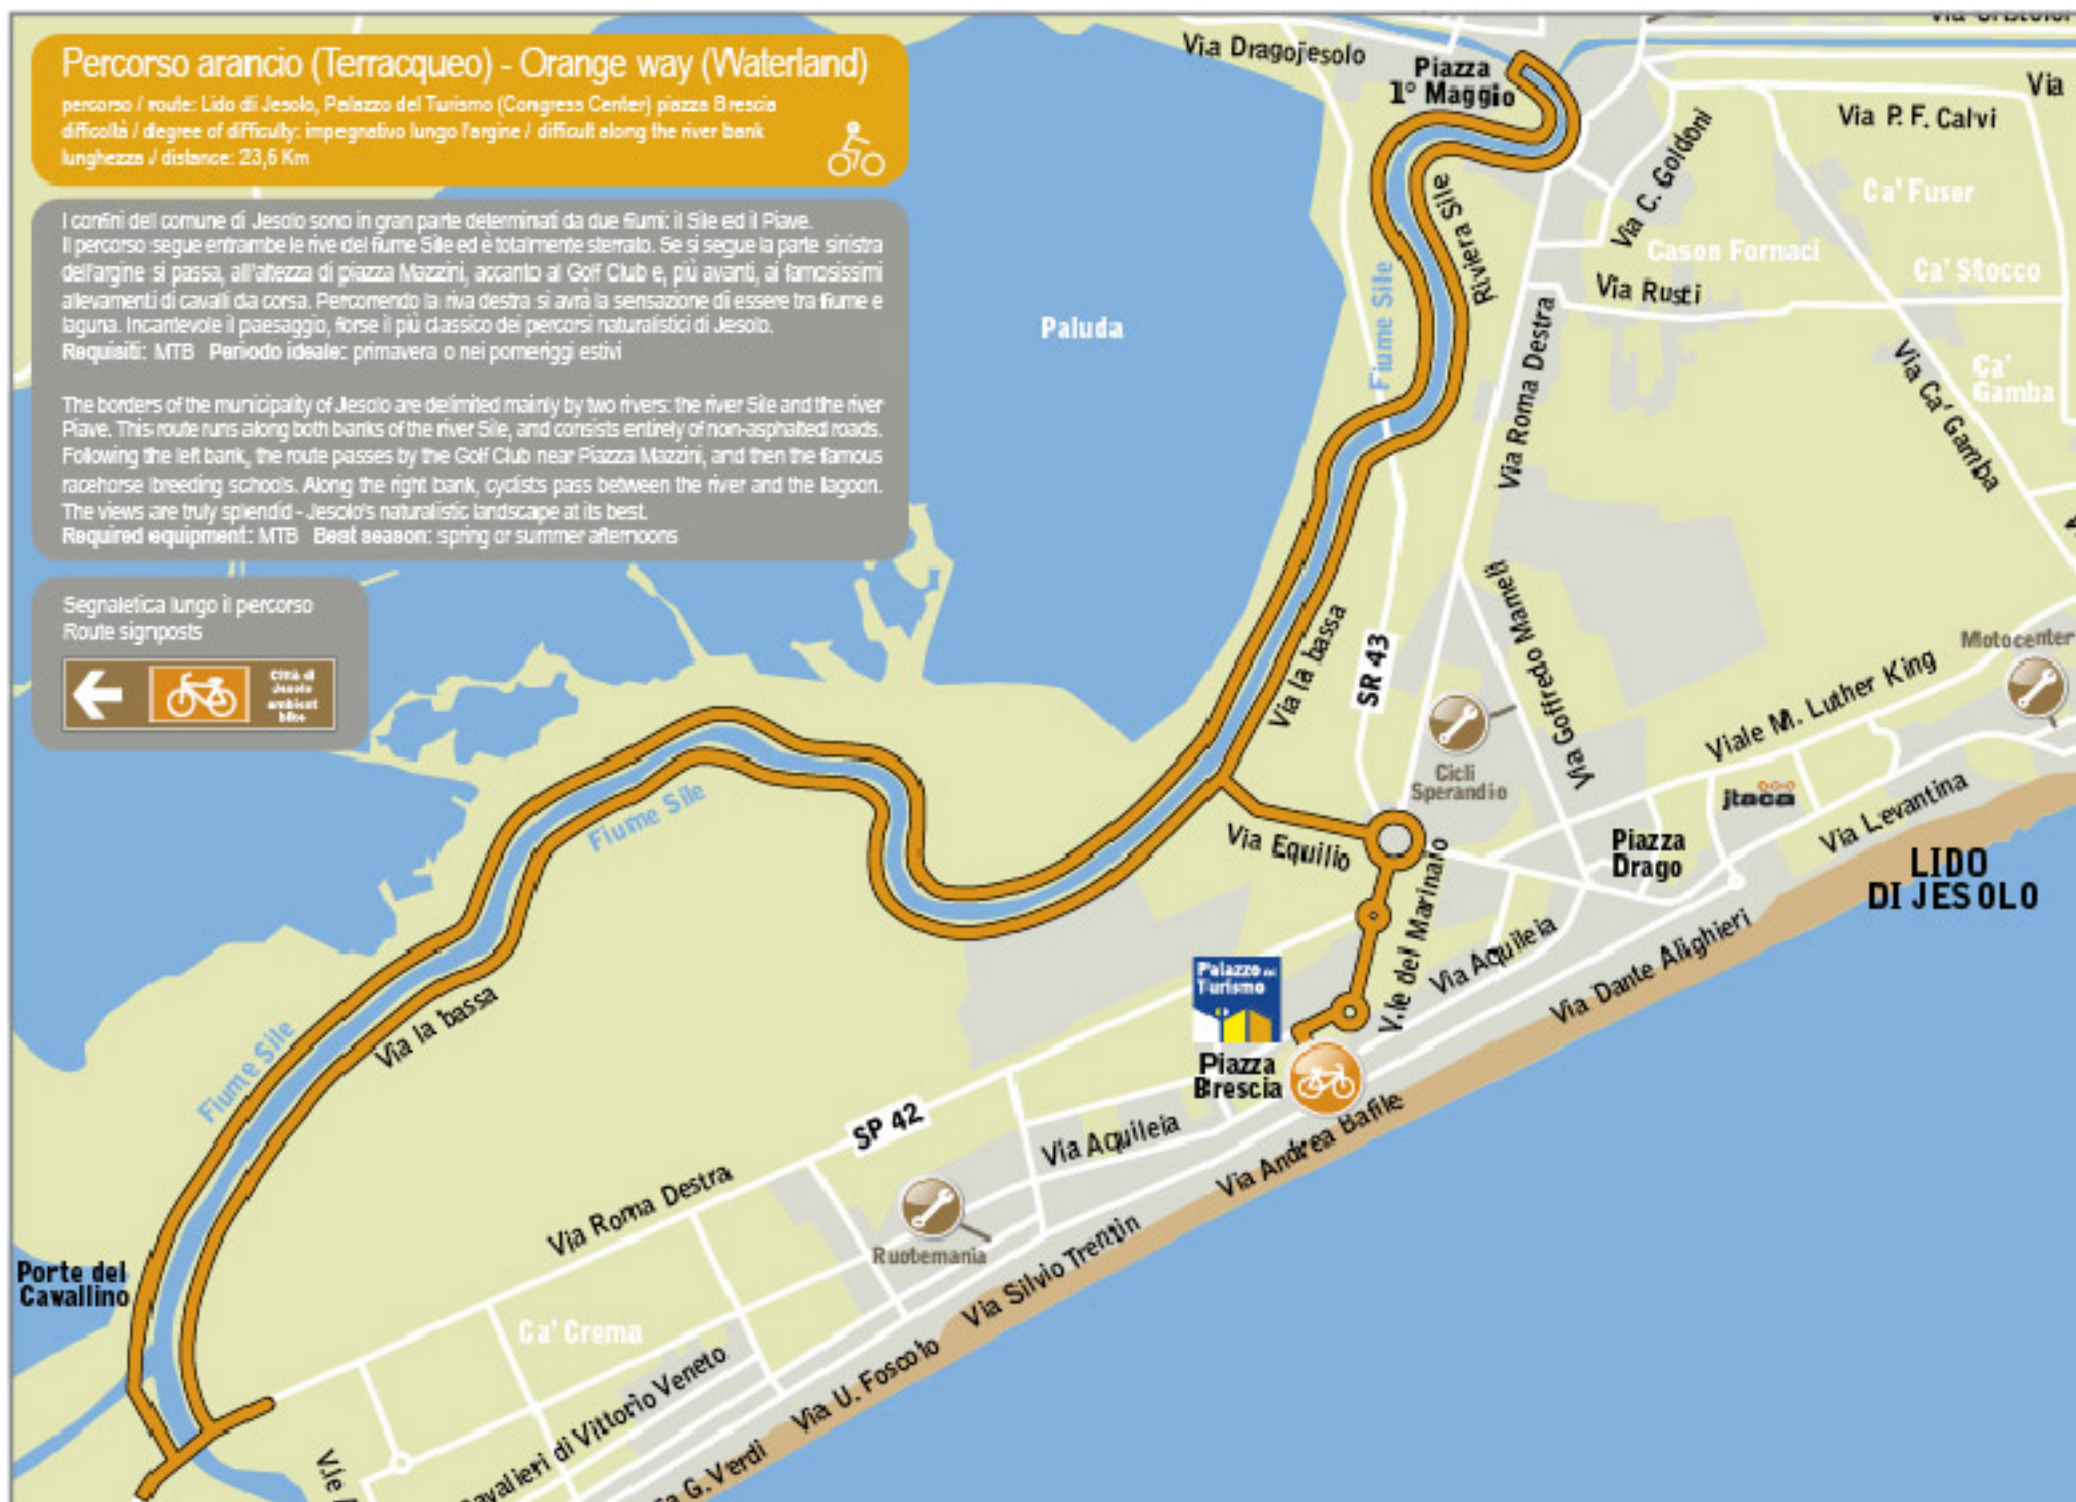 Percorso arancio (Terracqueo) - Orange way (Waterland)
percorso / route: Lido di Jesolo, Palazzo del Turismo (Congress Center) piazza Brescia
difficoltà / degree of difficulty: impegnativo lungo l'argine / difficult along the river bank
lunghezza / distance: 23,6 Km
I confini dell comune di Jesolo sono in gran parte determinati da due fiumi: il Sile ed il Piave.
Il percorso segue entrambe le rive del fiume Sile ed è totalmente sterrato. Se si segue la parte sinistra
dell'argine si passa, all'altezza di piazza Mazzini, accanto al Golf Club e, più avanti, ai famosissimi
allevamenti di cavalli da corsa. Percorrendo la riva destra si avrà la sensazione di essere tra fiume e
laguna. Incantevole il paesaggio, forse il più classico dei percorsi naturalistici di Jesolo.
Requisiti: MTB Periodo ideale: primavera o nei pomeriggi estivi
The borders of the municipality of Jesolo are delimited mainly by two rivers: the river Sile and the river
Piave. This route runs along both banks of the river Sile, and consists entirely of non-asphalted roads.
Following the left bank, the route passes by the Golf Club near Piazza Mazzini, and then the famous
racehorse breeding schools. Along the right bank, cyclists pass between the river and the lagoon.
The views are truly splendid - Jesolo's naturalistic landscape at its best.
Required equipment: MTB Best season: spring or summer afternoons
Segnaletica lungo il percorso
Route signposts
Città di
Jesolo
ambient
bike
Via Dragojesolo
Piazza
1° Maggio
Via
Via P. F. Calvi
Via C. Goldoni
Ca' Fuser
Riviera Sile
Cason Fornaci
Ca' Stocco
Via Rusti
Fiume Sile
Paluda
Via Roma Destra
Via Ca' Gamba
Ca'
Gamba
Via la bassa
SR 43
Via Goffredo Mameli
Motocenter
Viale M. Luther King
Cicli
Sperandio
jtaca
Via Levantina
Fiume Sile
Via Equilio
Piazza
Drago
LIDO
DI JESOLO
V.le del Marinaio
Via Aquileia
Via Dante Alighieri
Palazzo del
Turismo
Piazza
Brescia
Via la bassa
Fiume Sile
SP 42
Via Aquileia
Via Andrea Bafile
Via Roma Destra
Ruotemania
Via Silvio Trentin
Porte del
Cavallino
Ca' Crema
Via U. Foscolo
Cavalieri di Vittorio Veneto
V.le
G. Verdi